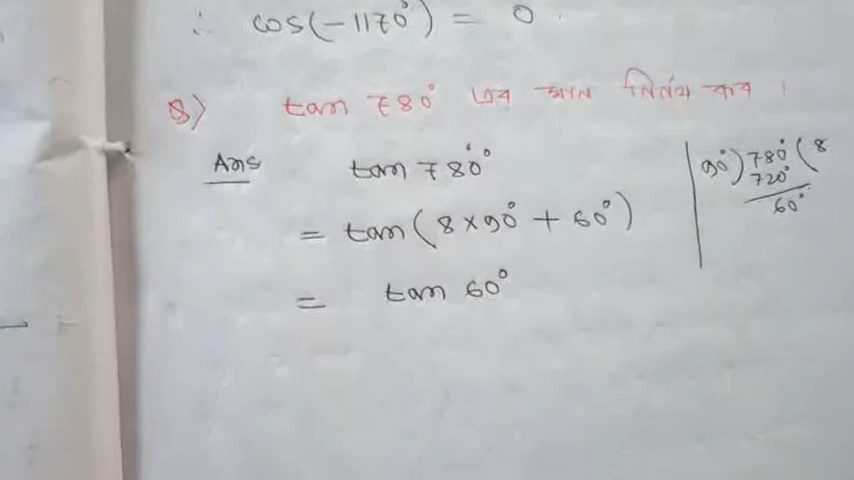 ∴ cos(-1170°) = 0.
Q) tan 780° এর মান নির্ণয় কর ।
Ans tan 780°
= tan(8×90° + 60°)
= tan 60°
90°) 780° (8
720°
60°